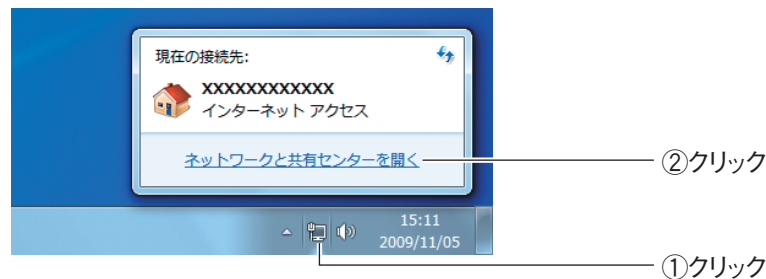 現在の接続先:
XXXXXXXXXXXX
インターネット アクセス
ネットワークと共有センターを開く
②クリック
15:11
2009/11/05
①クリック